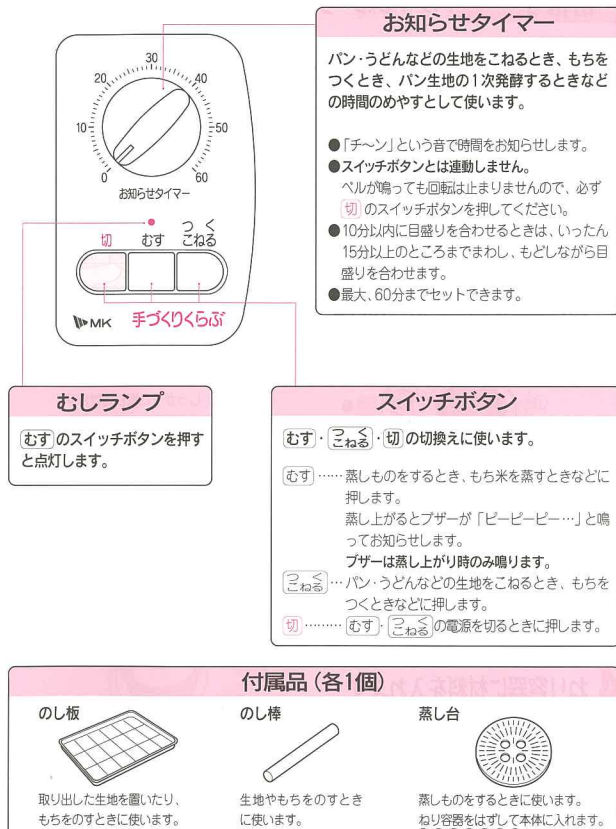 お知らせタイマー
パン・うどんなどの生地をこねるとき、もちを
つくとき、パン生地の1次発酵するときなど
の時間のめやすとして使います。
●「チ〜ン」という音で時間をお知らせします。
●スイッチボタンとは連動しません。
ベルが鳴っても回転は止まりませんので、必ず
切のスイッチボタンを押してください。
●10分以内に目盛りを合わせるときは、いったん
15分以上のところまでまわし、もどしながら目
盛りを合わせます。
●最大、60分までセットできます。
0
10
20
30
40
50
60
お知らせタイマー
切 むす つく こねる
MK 手づくりくらぶ
むしランプ
むすのスイッチボタンを押す
と点灯します。
スイッチボタン
むす・つく こねる・切の切換えに使います。
むす……蒸しものをするとき、もち米を蒸すときなどに
押します。
蒸し上がるとブザーが「ピーピーピー…」と鳴
ってお知らせします。
ブザーは蒸し上がり時のみ鳴ります。
つく こねる…パン・うどんなどの生地をこねるとき、もちを
つくときなどに押します。
切………むす・つく こねるの電源を切るときに押します。
付属品(各1個)
のし板
取り出した生地を置いたり、
もちをのすときに使います。
のし棒
生地やもちをのすとき
に使います。
蒸し台
蒸しものをするときに使います。
ねり容器をはずして本体に入れます。